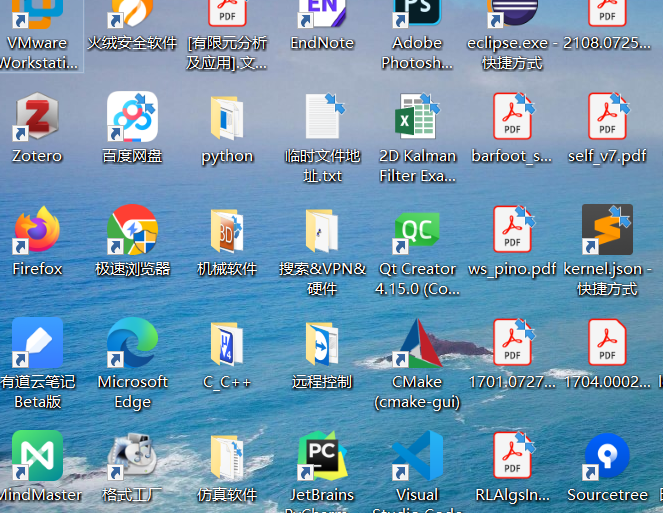 VMware
Workstati...
火绒安全软件
[有限元分析
及应用].文...
EndNote
Adobe
Photosh...
eclipse.exe -
快捷方式
2108.0725...
Zotero
百度网盘
python
临时文件地
址.txt
2D Kalman
Filter Exa...
barfoot_s...
self_v7.pdf
Firefox
极速浏览器
机械软件
搜索&VPN&
硬件
Qt Creator
4.15.0 (Co...
ws_pino.pdf
kernel.json -
快捷方式
有道云笔记
Beta版
Microsoft
Edge
C_C++
远程控制
CMake
(cmake-gui)
1701.0727...
1704.0002...
MindMaster
格式工厂
仿真软件
JetBrains
PyCharm
Visual
Studio Code
RLAlgsIn...
Sourcetree